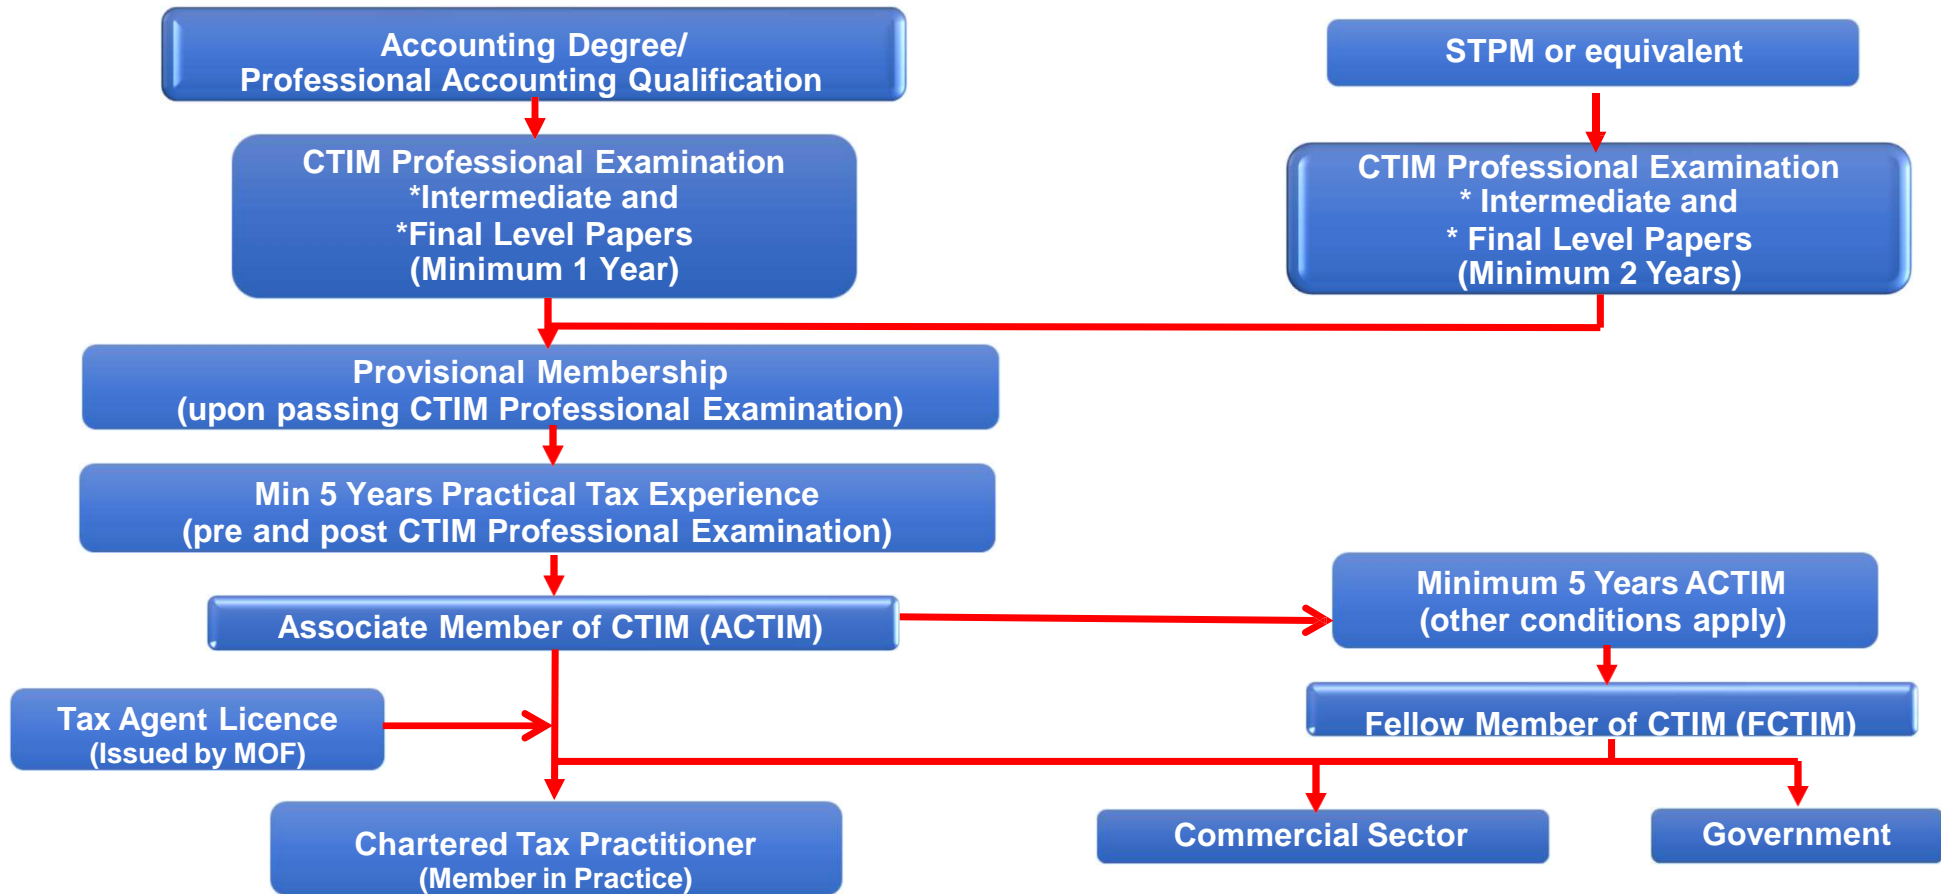 Accounting Degree/
Professional Accounting Qualification
STPM or equivalent
CTIM Professional Examination
*Intermediate and
*Final Level Papers
(Minimum 1 Year)
CTIM Professional Examination
* Intermediate and
* Final Level Papers
(Minimum 2 Years)
Provisional Membership
(upon passing CTIM Professional Examination)
Min 5 Years Practical Tax Experience
(pre and post CTIM Professional Examination)
Associate Member of CTIM (ACTIM)
Minimum 5 Years ACTIM
(other conditions apply)
Tax Agent Licence
(Issued by MOF)
Fellow Member of CTIM (FCTIM)
Chartered Tax Practitioner
(Member in Practice)
Commercial Sector
Government